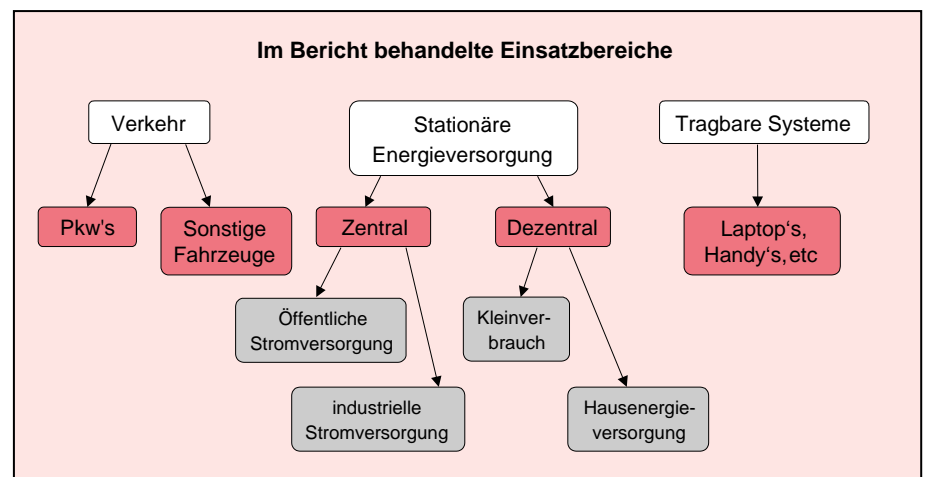 Im Bericht behandelte Einsatzbereiche
Verkehr
Stationäre
Energieversorgung
Tragbare Systeme
Pkw's
Sonstige
Fahrzeuge
Zentral
Dezentral
Laptop‘s,
Handy‘s, etc
Öffentliche
Stromversorgung
Kleinver-
brauch
industrielle
Stromversorgung
Hausenergie-
versorgung